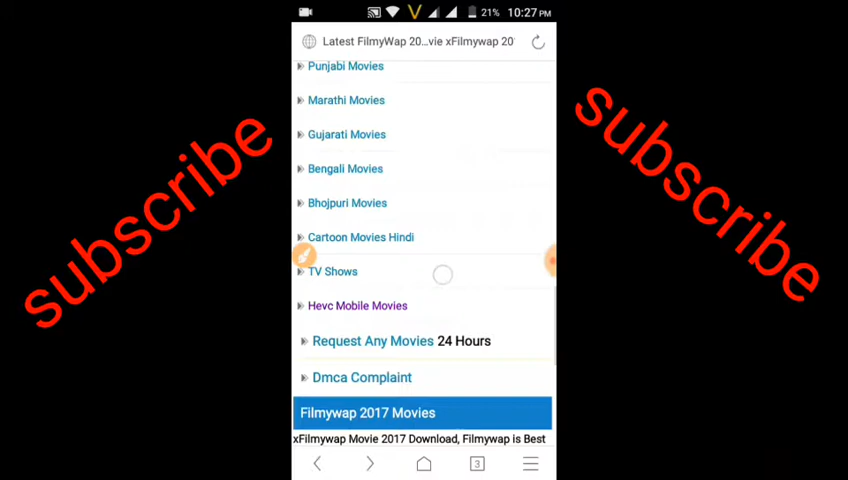 21% 10:27 PM
Latest FilmyWap 20...vie xFilmywap 20
Punjabi Movies
Marathi Movies
Gujarati Movies
Bengali Movies
Bhojpuri Movies
Cartoon Movies Hindi
TV Shows
Hevc Mobile Movies
Request Any Movies 24 Hours
Dmca Complaint
Filmywap 2017 Movies
xFilmywap Movie 2017 Download, Filmywap is Best
3
subscribe
subscribe